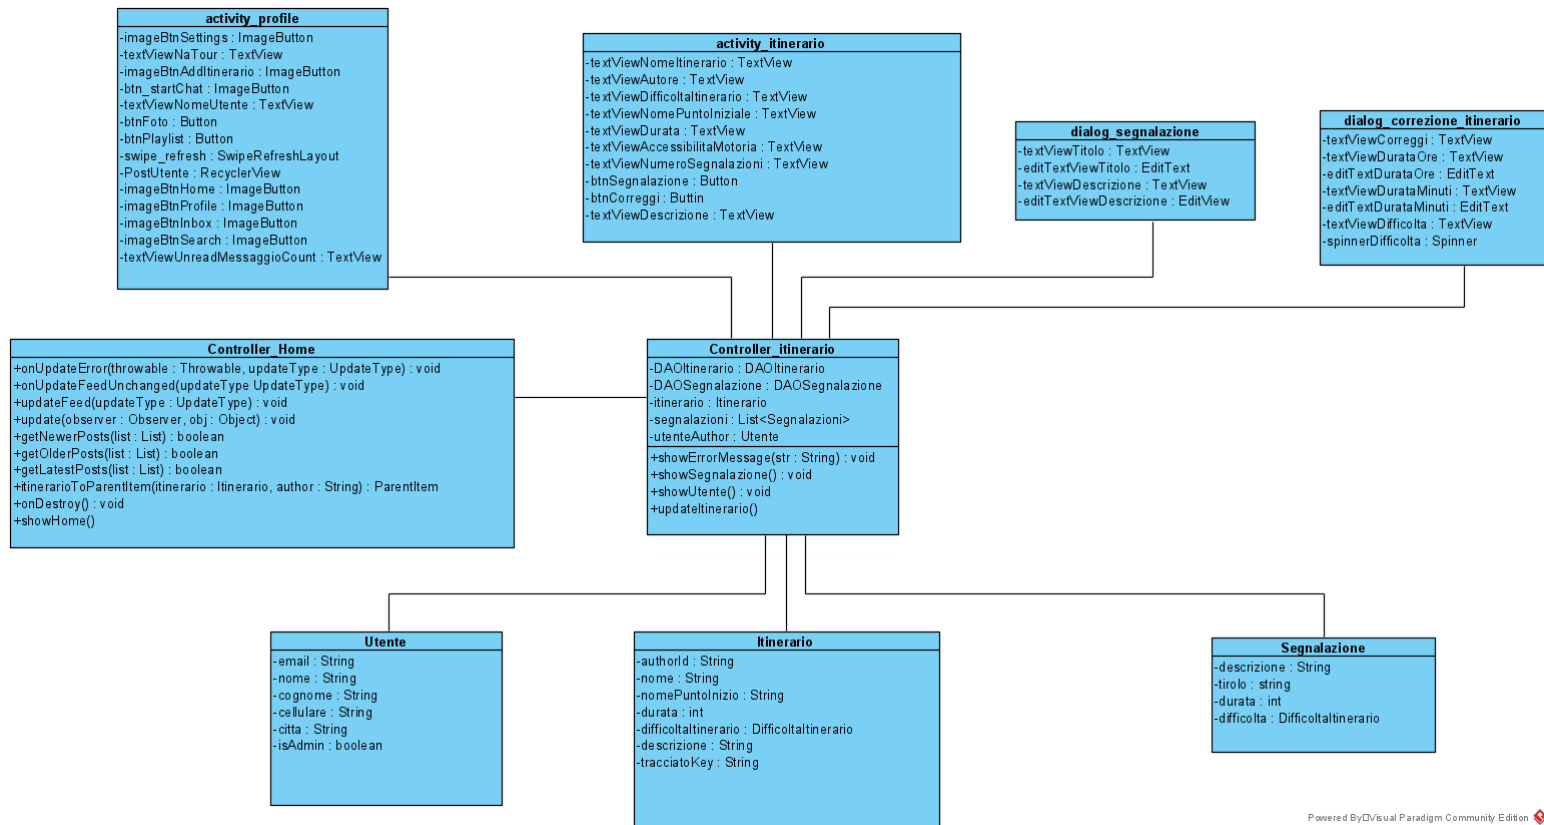 activity_profile
-imageBtnSettings : ImageButton
-textViewNaTour : TextView
-imageBtnAddItinerario : ImageButton
-btn_startChat : ImageButton
-textViewNomeUtente : TextView
-btnFoto : Button
-btnPlaylist : Button
-swipe_refresh : SwipeRefreshLayout
-PostUtente : RecyclerView
-imageBtnHome : ImageButton
-imageBtnProfile : ImageButton
-imageBtnInbox : ImageButton
-imageBtnSearch : ImageButton
-textViewUnreadMessaggioCount : TextView
activity_itinerario
-textViewNomeItinerario : TextView
-textViewAutore : TextView
-textViewDifficoltaItinerario : TextView
-textViewNomePuntoIniziale : TextView
-textViewDurata : TextView
-textViewAccessibilitaMotoria : TextView
-textViewNumeroSegnalazioni : TextView
-btnSegnalazione : Button
-btnCorreggi : Buttin
-textViewDescrizione : TextView
dialog_segnalazione
-textViewTitolo : TextView
-editTextViewTitolo : EditText
-textViewDescrizione : TextView
-editTextViewDescrizione : EditView
dialog_correzione_itinerario
-textViewCorreggi : TextView
-textViewDurataOre : TextView
-editTextDurataOre : EditText
-textViewDurataMinuti : TextView
-editTextDurataMinuti : EditText
-textViewDifficolta : TextView
-spinnerDifficolta : Spinner
Controller_Home
+onUpdateError(throwable : Throwable, updateType : UpdateType) : void
+onUpdateFeedUnchanged(updateType UpdateType) : void
+updateFeed(updateType : UpdateType) : void
+update(observer : Observer, obj : Object) : void
+getNewerPosts(list : List) : boolean
+getOlderPosts(list : List) : boolean
+getLatestPosts(list : List) : boolean
+itinerarioToParentItem(itinerario : Itinerario, author : String) : ParentItem
+onDestroy() : void
+showHome()
Controller_itinerario
-DAOItinerario : DAOItinerario
-DAOSegnalazione : DAOSegnalazione
-itinerario : Itinerario
-segnalazioni : List<Segnalazioni>
-utenteAuthor : Utente
+showErrorMessage(str : String) : void
+showSegnalazione() : void
+showUtente() : void
+updateItinerario()
Utente
-email : String
-nome : String
-cognome : String
-cellulare : String
-citta : String
-isAdmin : boolean
Itinerario
-authorId : String
-nome : String
-nomePuntoInizio : String
-durata : int
-difficoltaItinerario : DifficoltaItinerario
-descrizione : String
-tracciatoKey : String
Segnalazione
-descrizione : String
-tirolo : string
-durata : int
-difficolta : DifficoltaItinerario
Powered By Visual Paradigm Community Edition